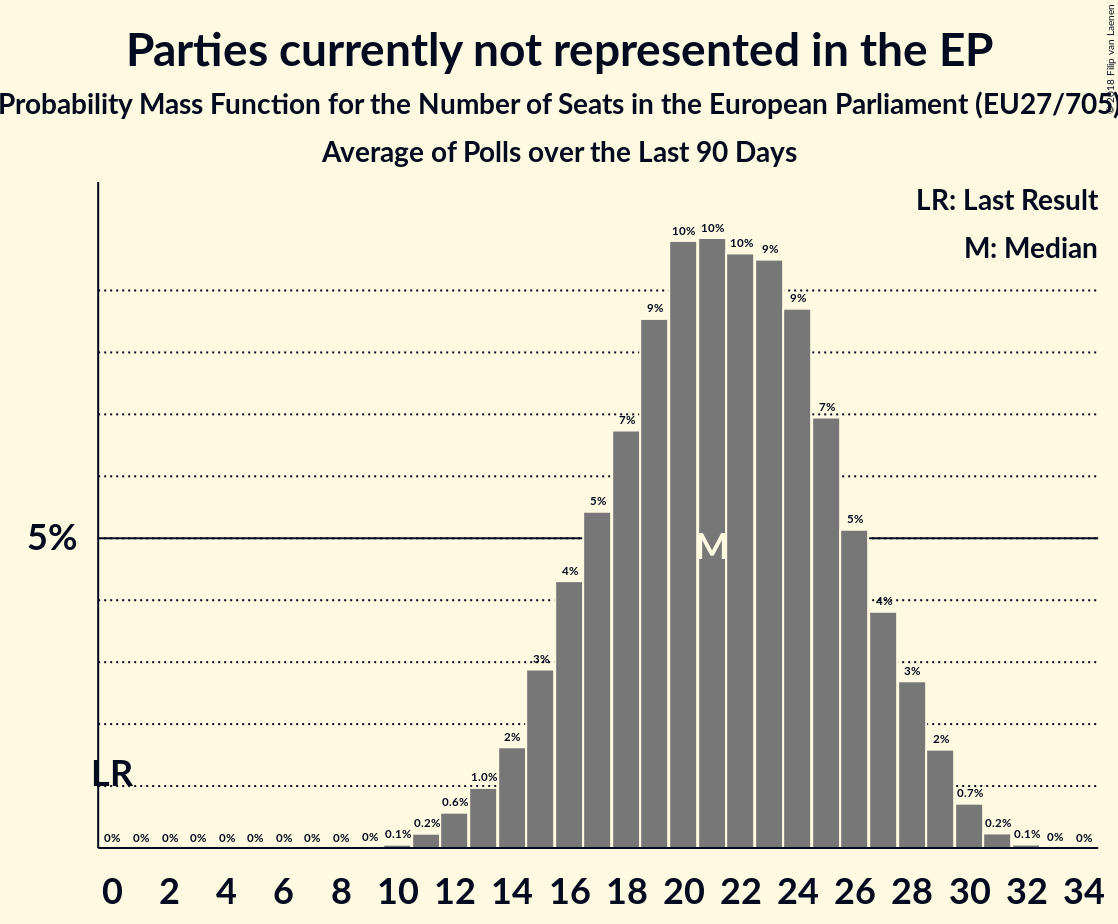 Parties currently not represented in the EP
Probability Mass Function for the Number of Seats in the European Parliament (EU27/705)
Average of Polls over the Last 90 Days
© 2018 Filip van Laenen
LR: Last Result
M: Median
10% 10% 10% 9%
9% 9%
7% 7%
5% 5%
5%
M
4% 4%
3% 3%
2% 2%
LR
1.0% 0.7%
0.6%
0.2% 0.2%
0% 0% 0% 0% 0% 0% 0% 0% 0% 0% 0.1% 0.1% 0% 0%
0 2 4 6 8 10 12 14 16 18 20 22 24 26 28 30 32 34